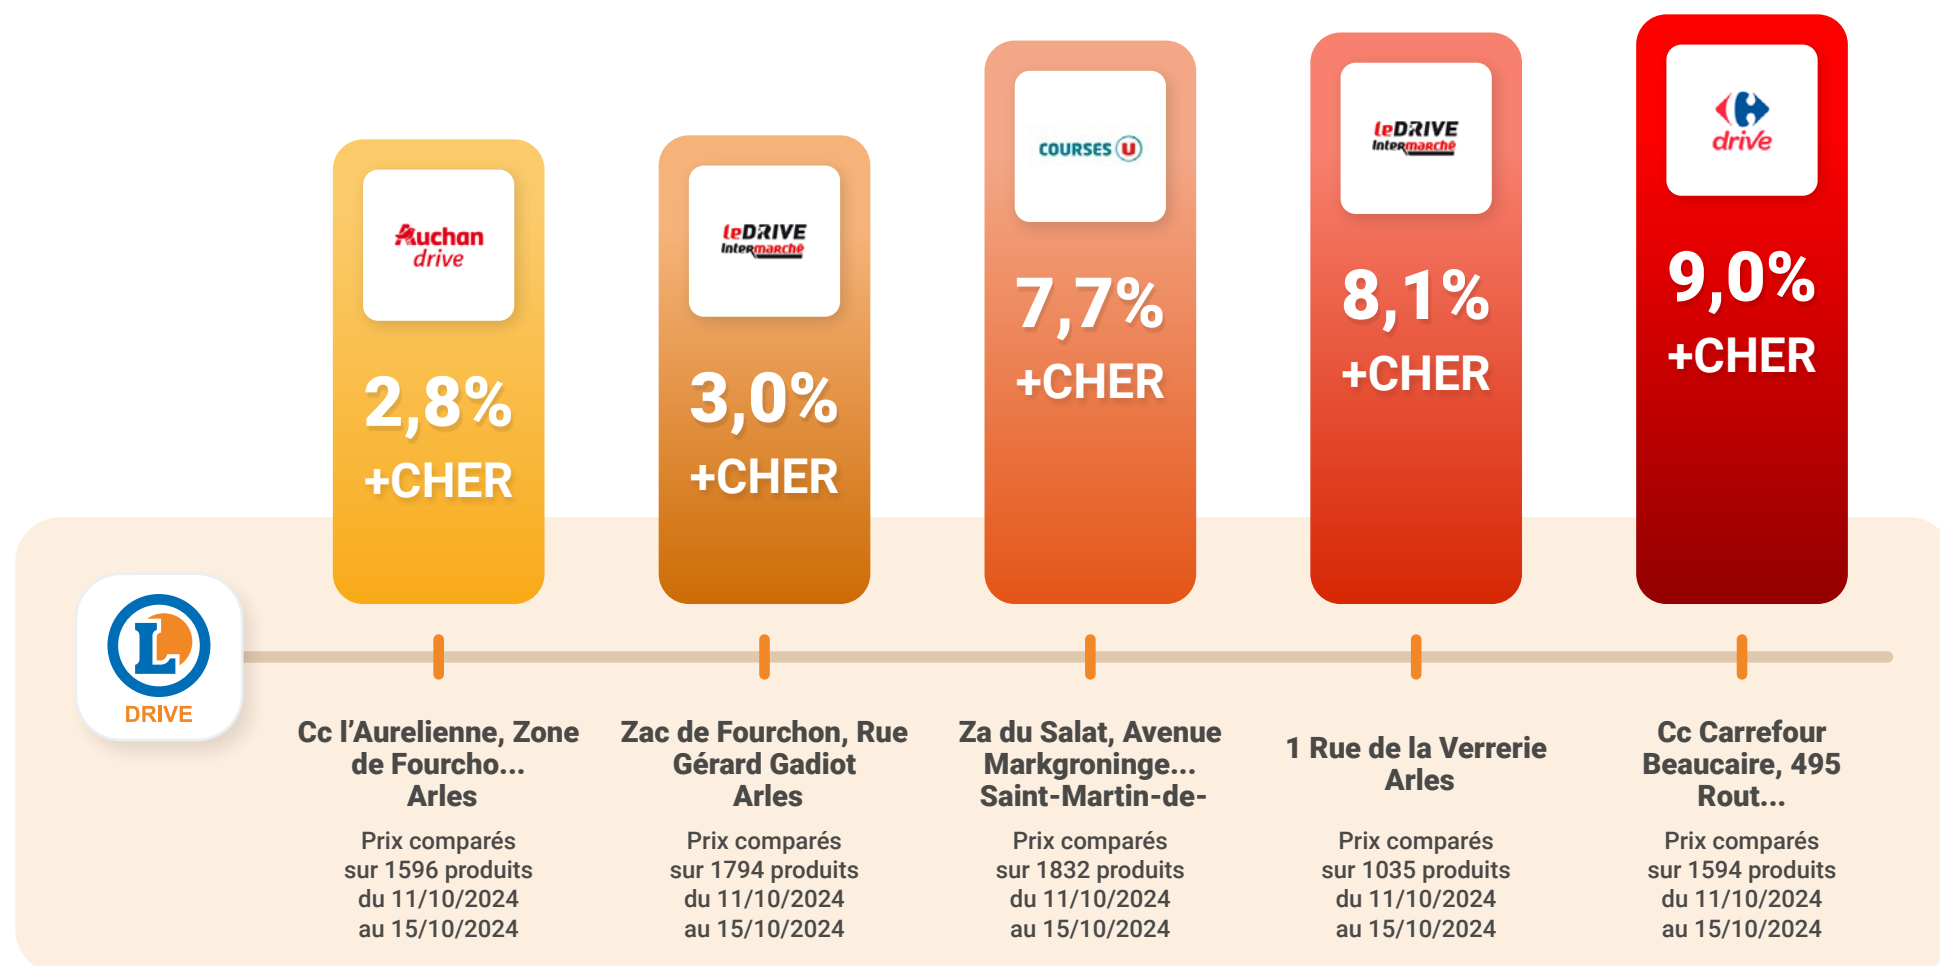 Auchan
drive
2,8%
+CHER
leDRIVE
Intermarché
3,0%
+CHER
COURSES U
7,7%
+CHER
leDRIVE
Intermarché
8,1%
+CHER
drive
9,0%
+CHER
L
DRIVE
Cc l’Aurelienne, Zone
de Fourcho...
Arles
Prix comparés
sur 1596 produits
du 11/10/2024
au 15/10/2024
Zac de Fourchon, Rue
Gérard Gadiot
Arles
Prix comparés
sur 1794 produits
du 11/10/2024
au 15/10/2024
Za du Salat, Avenue
Markgroninge...
Saint-Martin-de-
Prix comparés
sur 1832 produits
du 11/10/2024
au 15/10/2024
1 Rue de la Verrerie
Arles
Prix comparés
sur 1035 produits
du 11/10/2024
au 15/10/2024
Cc Carrefour
Beaucaire, 495
Rout...
Prix comparés
sur 1594 produits
du 11/10/2024
au 15/10/2024